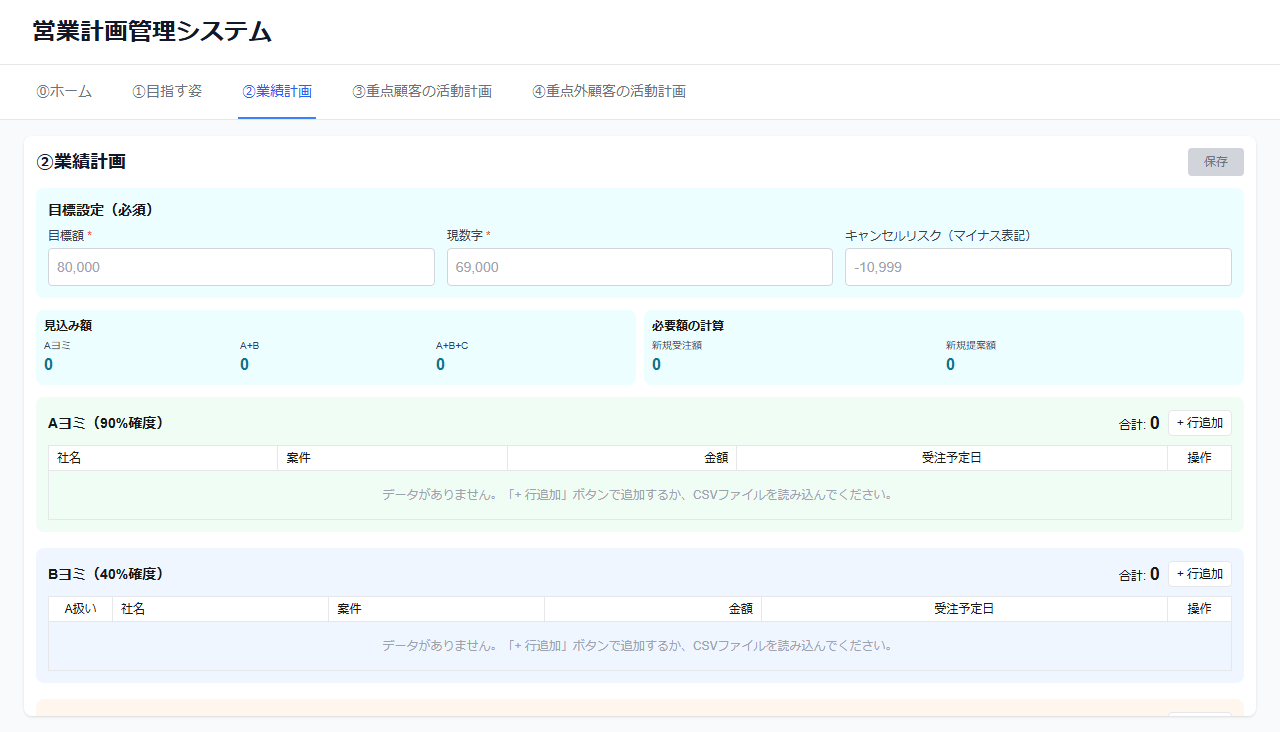 営業計画管理システム
⓪ホーム ①目指す姿 ②業績計画 ③重点顧客の活動計画 ④重点外顧客の活動計画
②業績計画 保存
目標設定（必須）
目標額 * 現数字 * キャンセルリスク（マイナス表記）
80,000 69,000 -10,999
見込み額 必要額の計算
Aヨミ A+B A+B+C 新規受注額 新規提案額
0 0 0 0 0
Aヨミ（90%確度） 合計: 0 + 行追加
社名 案件 金額 受注予定日 操作
データがありません。「+ 行追加」ボタンで追加するか、CSVファイルを読み込んでください。
Bヨミ（40%確度） 合計: 0 + 行追加
A扱い 社名 案件 金額 受注予定日 操作
データがありません。「+ 行追加」ボタンで追加するか、CSVファイルを読み込んでください。